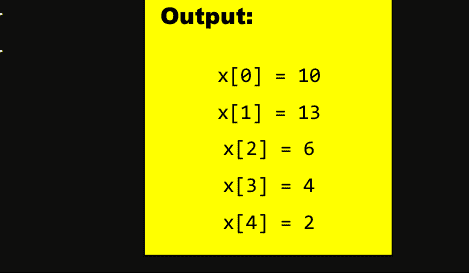 Output:
x[0] = 10
x[1] = 13
x[2] = 6
x[3] = 4
x[4] = 2